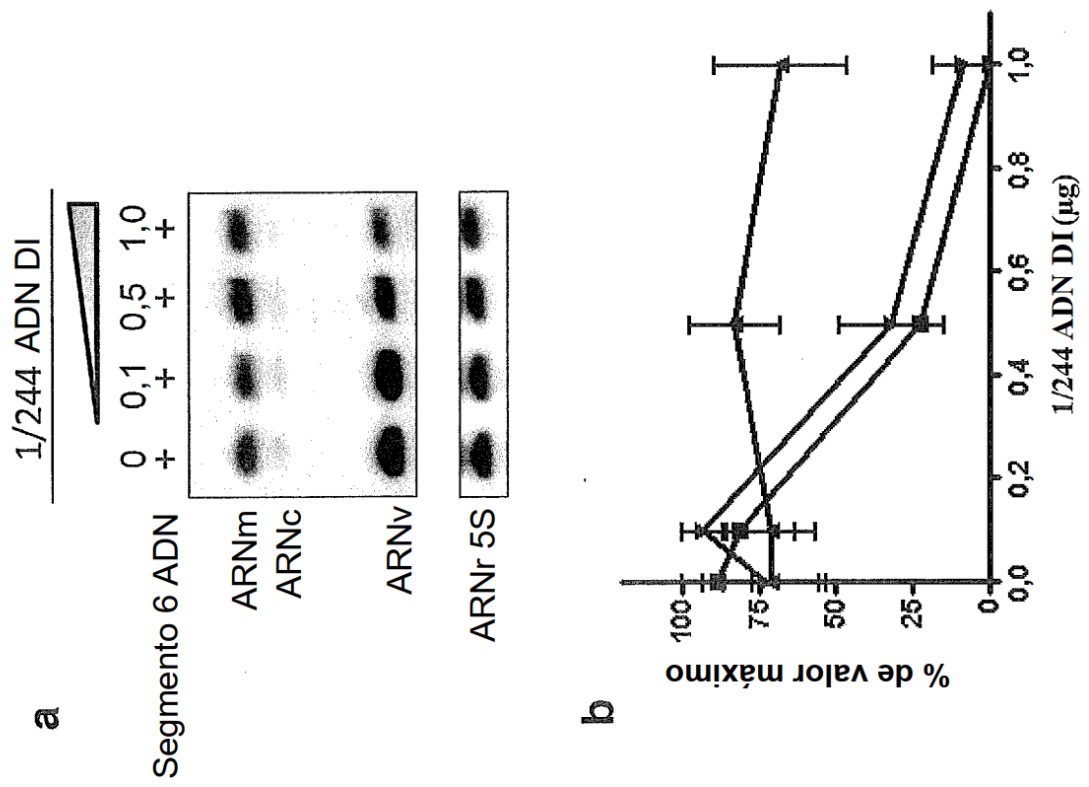 a
1/244 ADN DI
0 0,1 0,5 1,0
Segmento 6 ADN + + + +
ARNm
ARNc
ARNv
ARNr 5S
b
% de valor máximo
100
75
50
25
0
0,0 0,2 0,4 0,6 0,8 1,0
1/244 ADN DI (µg)